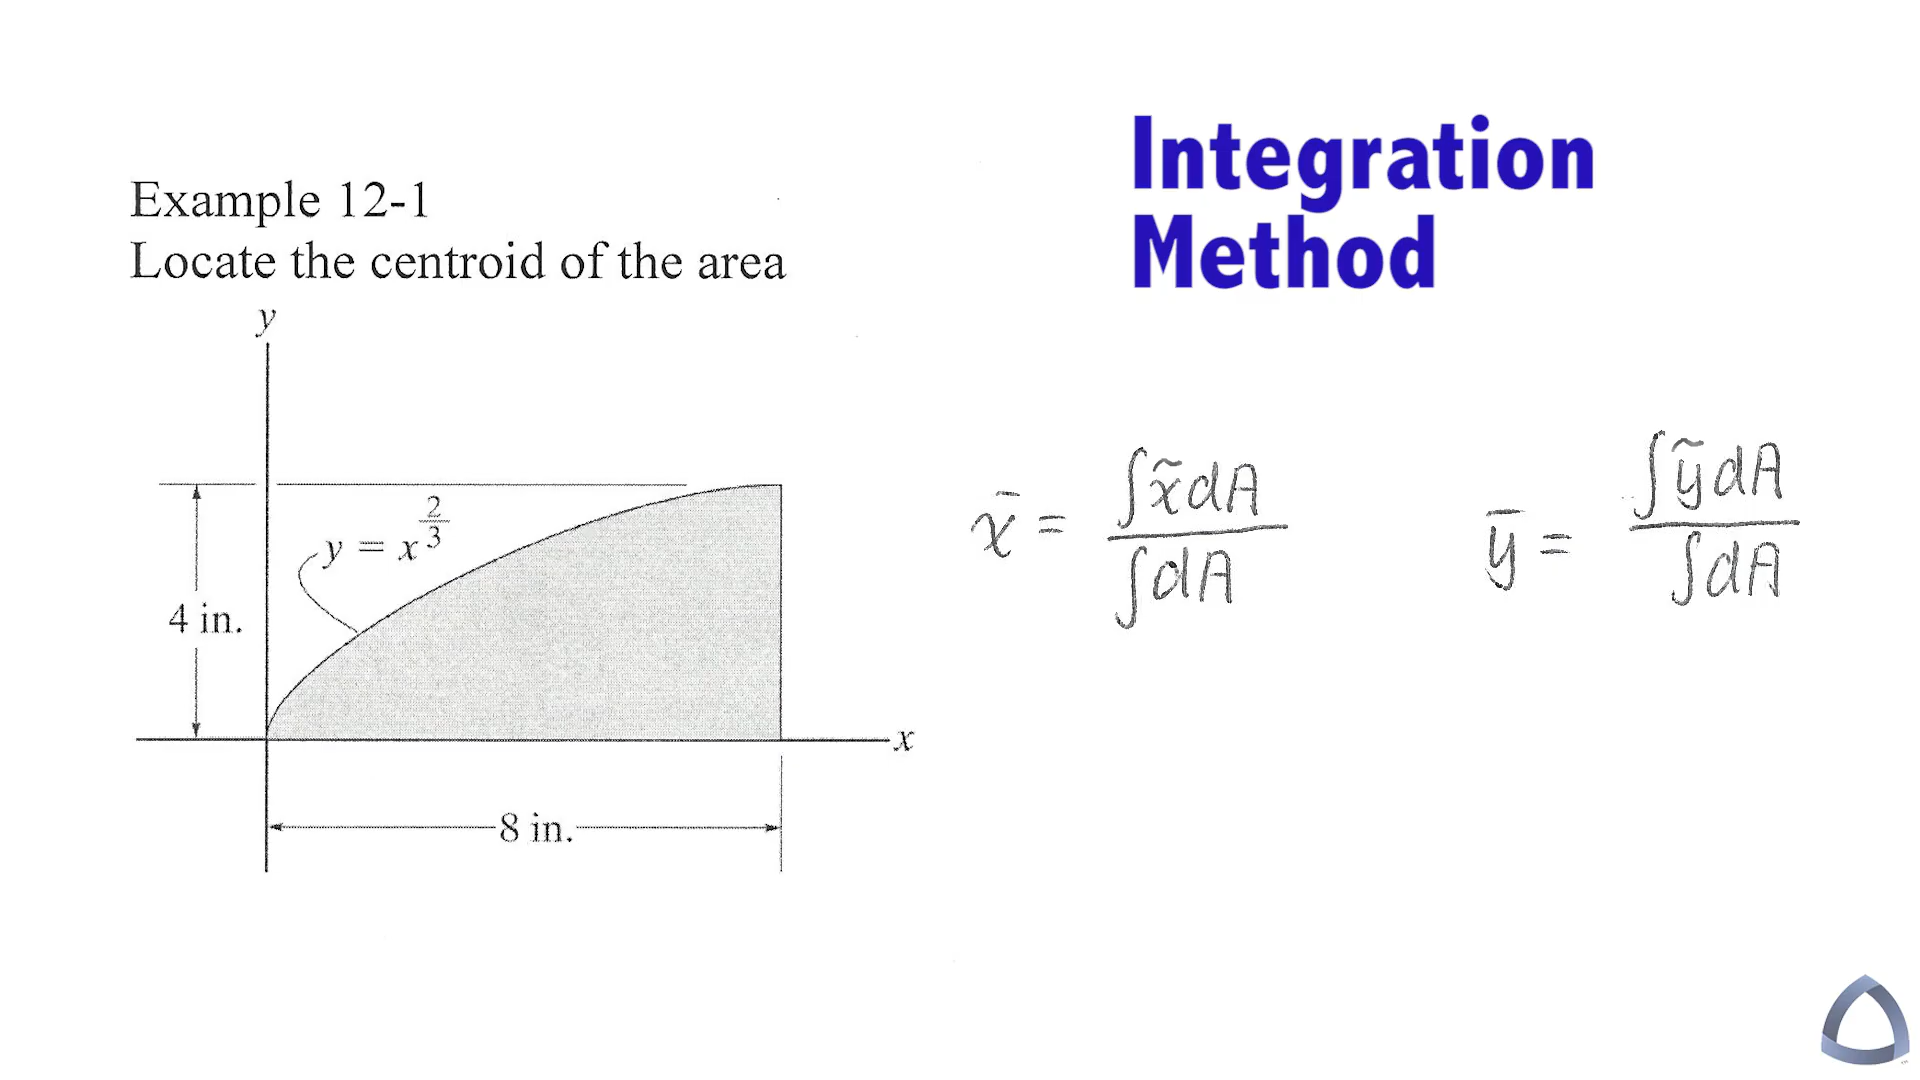 Integration
Method
Example 12-1
Locate the centroid of the area
y
y = x^{2/3}
4 in.
x
8 in.
x̄ = ∫x̃dA / ∫dA
ȳ = ∫ỹdA / ∫dA